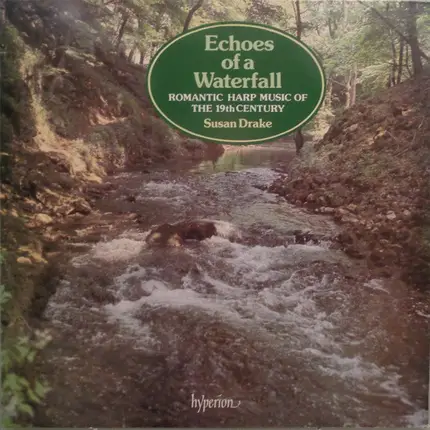 Echoes
of a
Waterfall
ROMANTIC HARP MUSIC OF
THE 19th CENTURY
Susan Drake
hyperion